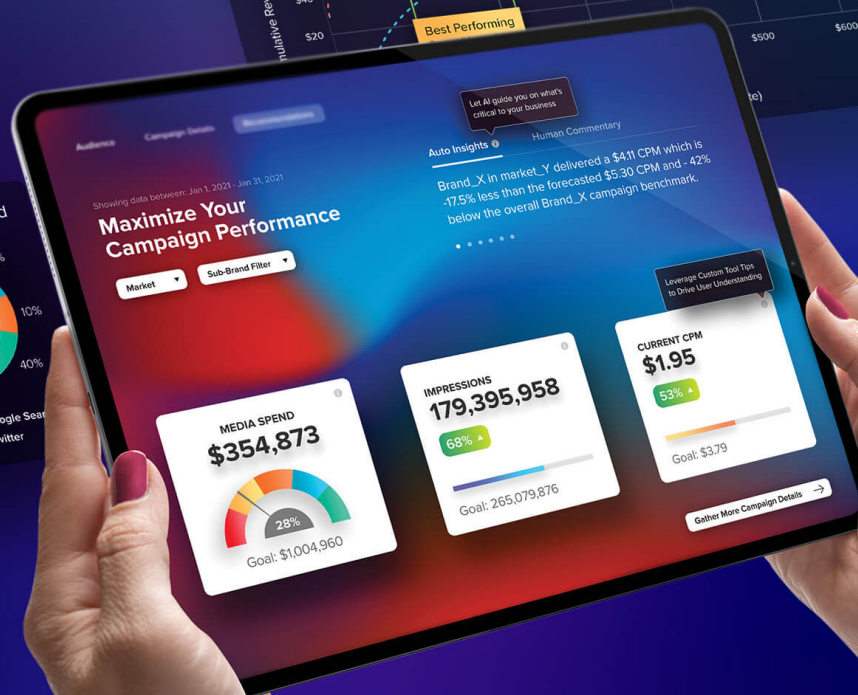 $40
$20
Best Performing
$500
$600
Audience
Campaign Details
Recommendations
Let AI guide you on what's
critical to your business
Auto Insights
Human Commentary
Brand_X in market_Y delivered a $4.11 CPM which is
-17.5% less than the forecasted $5.30 CPM and - 42%
below the overall Brand_X campaign benchmark.
Showing data between: Jan 1, 2021 - Jan 31, 2021
Maximize Your
Campaign Performance
Market
Sub-Brand Filter
Leverage Custom Tool Tips
to Drive User Understanding
10%
40%
MEDIA SPEND
$354,873
28%
Goal: $1,004,960
IMPRESSIONS
179,395,958
68%
Goal: 265,079,876
CURRENT CPM
$1.95
53%
Goal: $3.79
Gather More Campaign Details